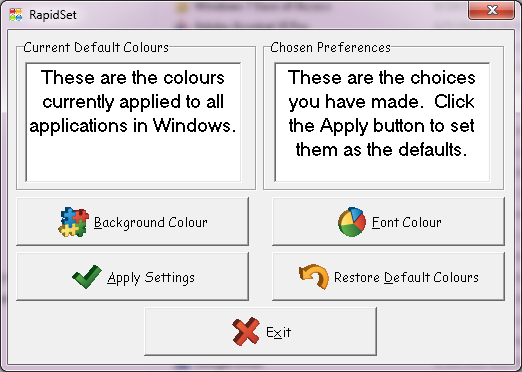 RapidSet
Current Default Colours
These are the colours
currently applied to all
applications in Windows.
Chosen Preferences
These are the choices
you have made. Click
the Apply button to set
them as the defaults.
Background Colour
Font Colour
Apply Settings
Restore Default Colours
Exit